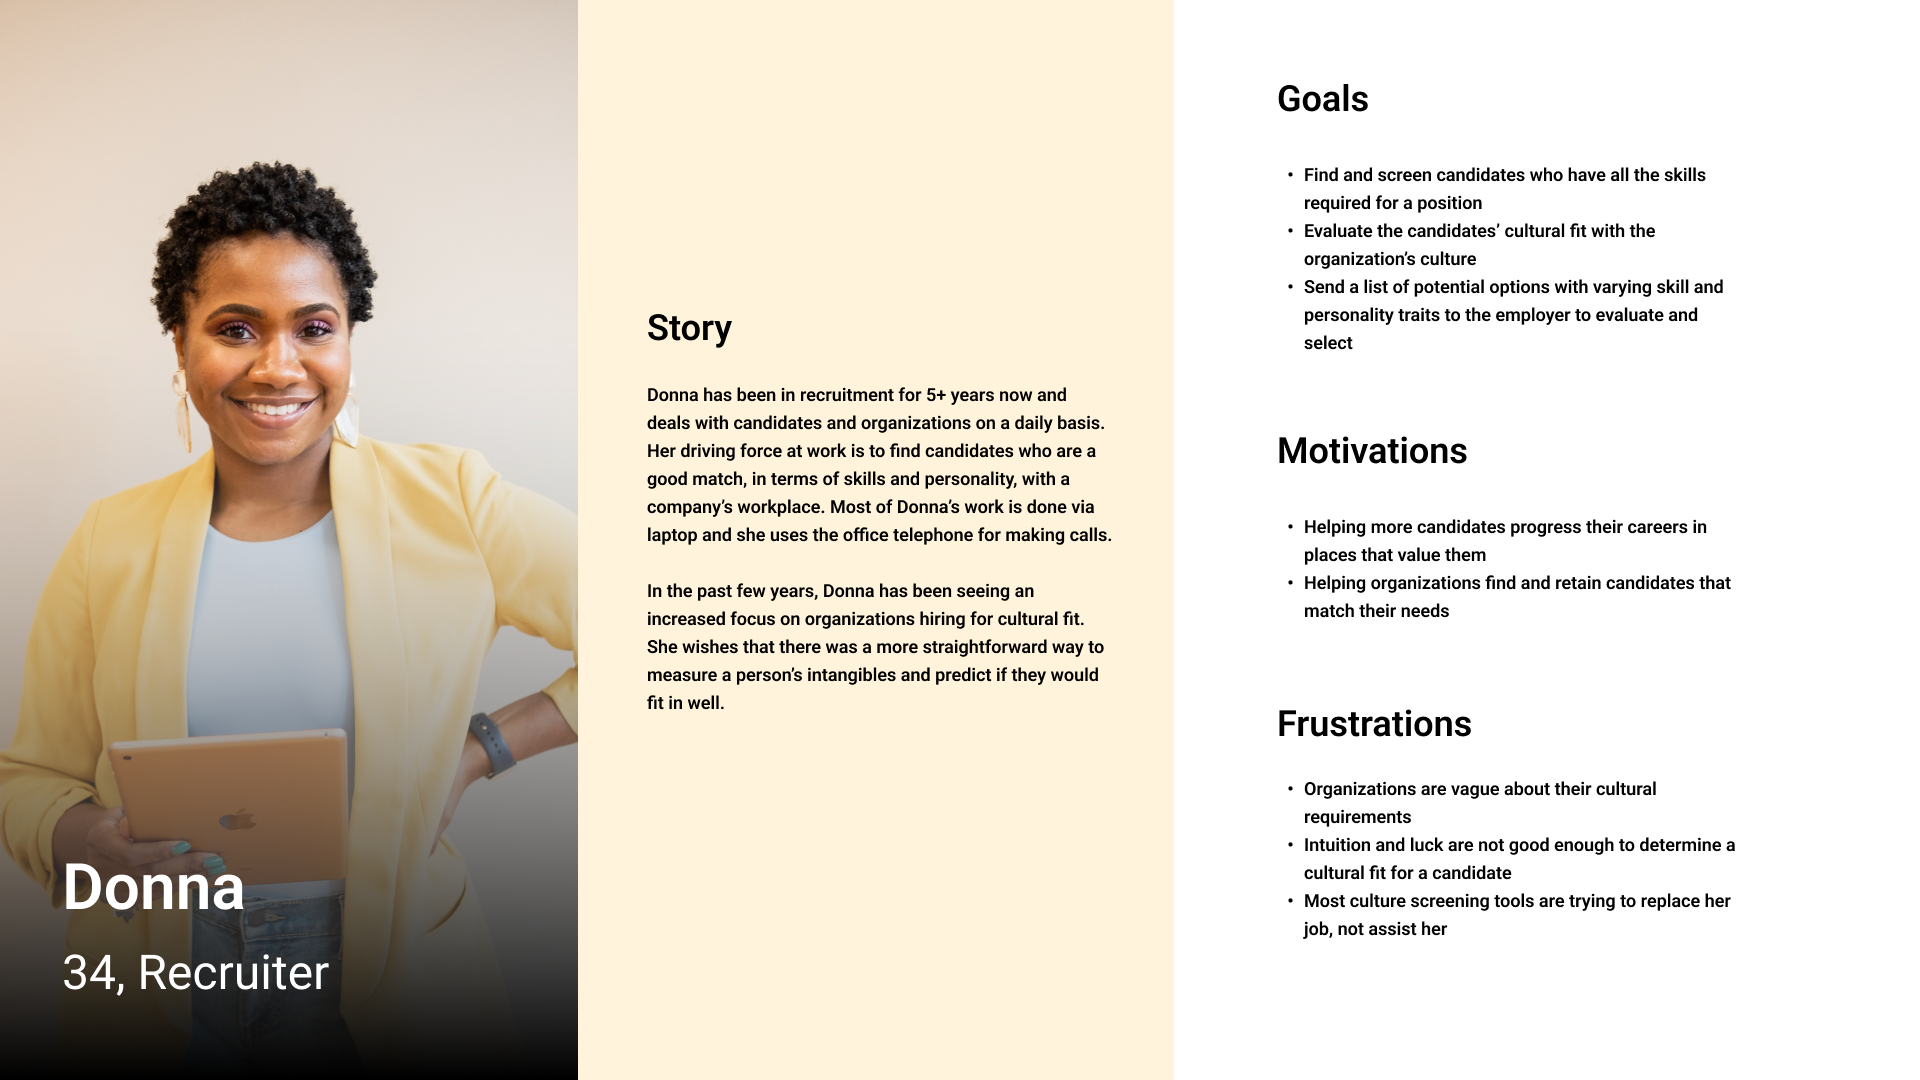 Donna
34, Recruiter
Story
Donna has been in recruitment for 5+ years now and
deals with candidates and organizations on a daily basis.
Her driving force at work is to find candidates who are a
good match, in terms of skills and personality, with a
company’s workplace. Most of Donna’s work is done via
laptop and she uses the office telephone for making calls.
In the past few years, Donna has been seeing an
increased focus on organizations hiring for cultural fit.
She wishes that there was a more straightforward way to
measure a person’s intangibles and predict if they would
fit in well.
Goals
• Find and screen candidates who have all the skills
required for a position
• Evaluate the candidates’ cultural fit with the
organization’s culture
• Send a list of potential options with varying skill and
personality traits to the employer to evaluate and
select
Motivations
• Helping more candidates progress their careers in
places that value them
• Helping organizations find and retain candidates that
match their needs
Frustrations
• Organizations are vague about their cultural
requirements
• Intuition and luck are not good enough to determine a
cultural fit for a candidate
• Most culture screening tools are trying to replace her
job, not assist her